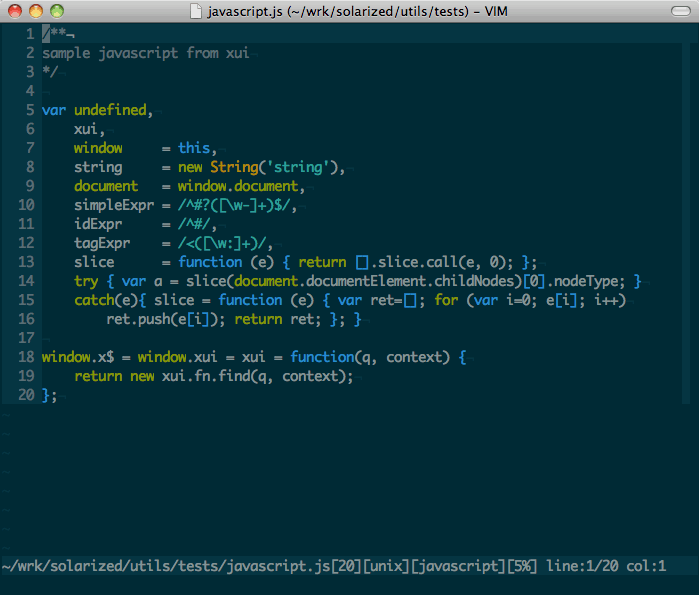 javascript.js (~/wrk/solarized/utils/tests) – VIM
1 /**¬
2 sample javascript from xui¬
3 */¬
4 ¬
5 var undefined,¬
6     xui,¬
7     window     = this,¬
8     string     = new String('string'),¬
9     document   = window.document,¬
10     simpleExpr = /^#?([\w-]+)$/,¬
11     idExpr     = /^#/,¬
12     tagExpr    = /<([\w:]+)/,¬
13     slice      = function (e) { return [].slice.call(e, 0); };¬
14     try { var a = slice(document.documentElement.childNodes)[0].nodeType; }¬
15     catch(e){ slice = function (e) { var ret=[]; for (var i=0; e[i]; i++)¬
16         ret.push(e[i]); return ret; }; }¬
17 ¬
18 window.x$ = window.xui = xui = function(q, context) {¬
19     return new xui.fn.find(q, context);¬
20 };¬
~
~
~
~
~
~
~
~
~/wrk/solarized/utils/tests/javascript.js[20][unix][javascript][5%] line:1/20 col:1